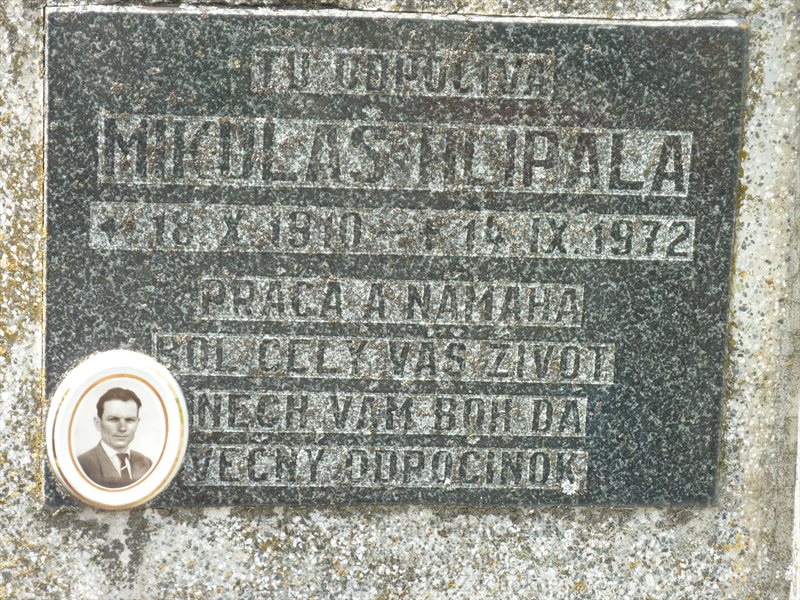 TU ODPOČÍVA
MIKULÁŠ HLIPALA
* 18 X 1910 - † 14 IX 1972
PRÁCA A NÁMAHA
BOL CELÝ VÁŠ ŽIVOT
NECH VÁM BOH DÁ
VEČNÝ ODPOČINOK